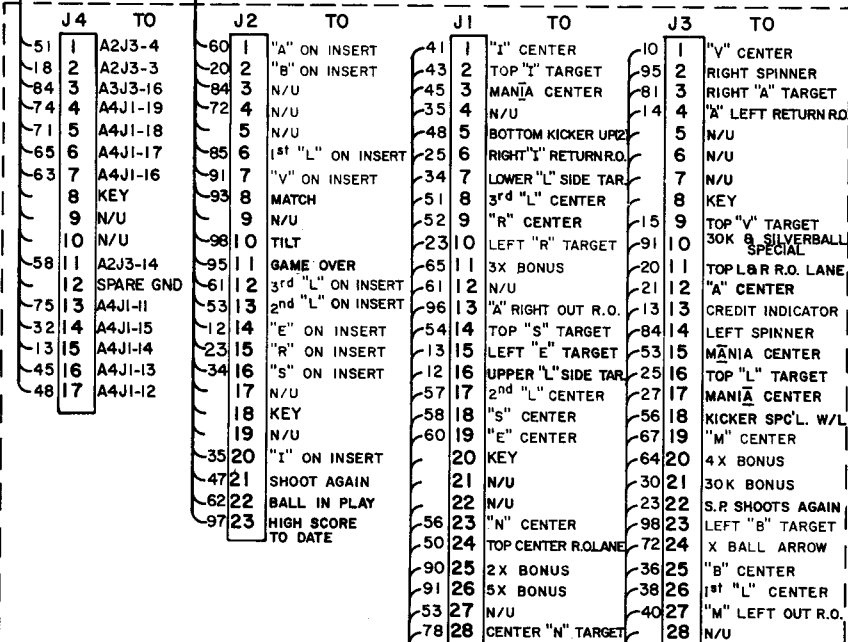 J4 TO
51 1 A2J3-4
18 2 A2J3-3
84 3 A3J3-16
74 4 A4J1-19
71 5 A4J1-18
65 6 A4J1-17
63 7 A4J1-16
8 KEY
9 N/U
10 N/U
58 11 A2J3-14
12 SPARE GND
75 13 A4J1-11
32 14 A4J1-15
13 15 A4J1-14
45 16 A4J1-13
48 17 A4J1-12
J2 TO
60 1 "A" ON INSERT
20 2 "B" ON INSERT
84 3 N/U
72 4 N/U
5 N/U
85 6 1st "L" ON INSERT
91 7 "V" ON INSERT
93 8 MATCH
9 N/U
98 10 TILT
95 11 GAME OVER
61 12 3rd "L" ON INSERT
53 13 2nd "L" ON INSERT
12 14 "E" ON INSERT
23 15 "R" ON INSERT
34 16 "S" ON INSERT
17 N/U
18 KEY
19 N/U
35 20 "I" ON INSERT
47 21 SHOOT AGAIN
62 22 BALL IN PLAY
97 23 HIGH SCORE
TO DATE
J1 TO
41 1 "I" CENTER
43 2 TOP "I" TARGET
45 3 MANIA CENTER
35 4 N/U
48 5 BOTTOM KICKER UP(2)
25 6 RIGHT "I" RETURN R.O.
34 7 LOWER "L" SIDE TAR.
51 8 3rd "L" CENTER
52 9 "R" CENTER
23 10 LEFT "R" TARGET
65 11 3X BONUS
61 12 N/U
96 13 "A" RIGHT OUT R.O.
54 14 TOP "S" TARGET
13 15 LEFT "E" TARGET
12 16 UPPER "L" SIDE TAR.
57 17 2nd "L" CENTER
58 18 "S" CENTER
60 19 "E" CENTER
20 KEY
21 N/U
22 N/U
56 23 "N" CENTER
50 24 TOP CENTER R.O.LANE
90 25 2X BONUS
91 26 5X BONUS
53 27 N/U
78 28 CENTER "N" TARGET
J3 TO
10 1 "V" CENTER
95 2 RIGHT SPINNER
81 3 RIGHT "A" TARGET
14 4 "A" LEFT RETURN R.O.
5 N/U
6 N/U
7 N/U
8 KEY
15 9 TOP "V" TARGET
91 10 30K & SILVERBALL
SPECIAL
20 11 TOP L&R R.O. LANE
21 12 "A" CENTER
13 13 CREDIT INDICATOR
84 14 LEFT SPINNER
53 15 MANIA CENTER
25 16 TOP "L" TARGET
27 17 MANIA CENTER
56 18 KICKER SPC'L. W/L
67 19 "M" CENTER
64 20 4X BONUS
30 21 30K BONUS
23 22 S.P. SHOOTS AGAIN
98 23 LEFT "B" TARGET
72 24 X BALL ARROW
36 25 "B" CENTER
38 26 1st "L" CENTER
40 27 "M" LEFT OUT R.O.
28 N/U